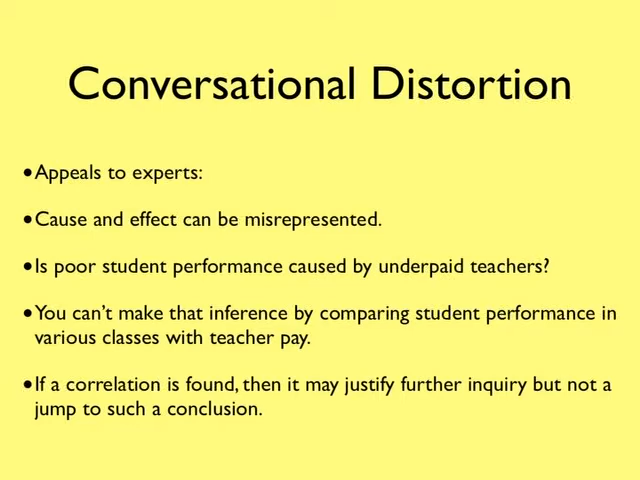 Conversational Distortion
•Appeals to experts:
•Cause and effect can be misrepresented.
•Is poor student performance caused by underpaid teachers?
•You can’t make that inference by comparing student performance in
various classes with teacher pay.
•If a correlation is found, then it may justify further inquiry but not a
jump to such a conclusion.